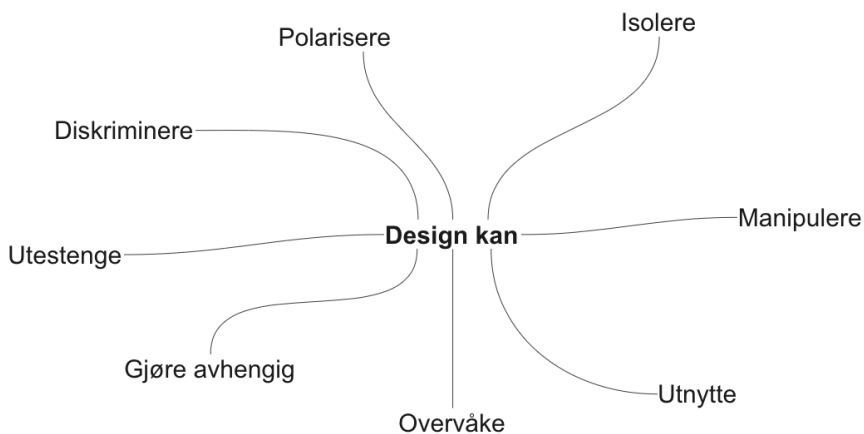 Isolere
Polarisere
Diskriminere
Manipulere
Design kan
Utestenge
Gjøre avhengig
Utnytte
Overvåke